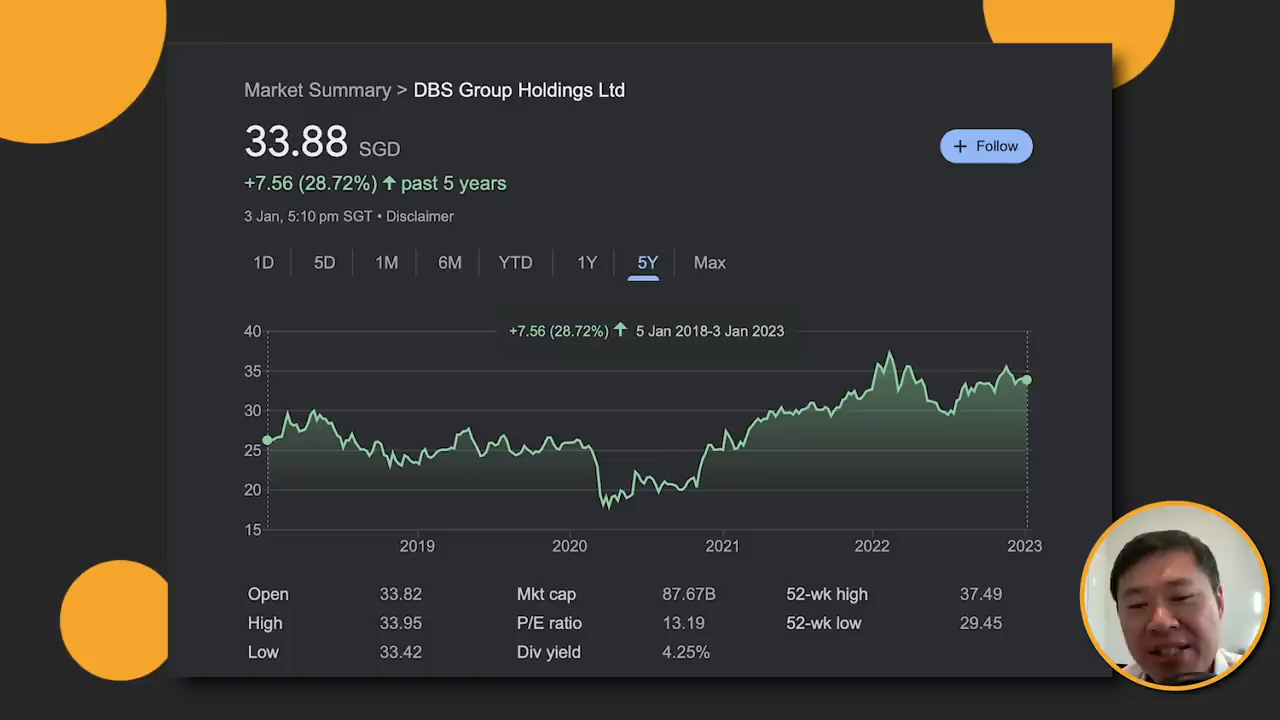 Market Summary > DBS Group Holdings Ltd
33.88 SGD
+ Follow
+7.56 (28.72%) ↑ past 5 years
3 Jan, 5:10 pm SGT • Disclaimer
1D 5D 1M 6M YTD 1Y 5Y Max
+7.56 (28.72%) ↑ 5 Jan 2018-3 Jan 2023
40
35
30
25
20
15
2019 2020 2021 2022 2023
Open 33.82 Mkt cap 87.67B 52-wk high 37.49
High 33.95 P/E ratio 13.19 52-wk low 29.45
Low 33.42 Div yield 4.25%